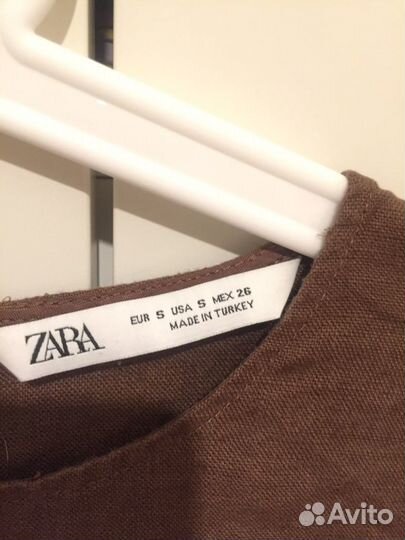 ZARA
EUR S USA S MEX 26
MADE IN TURKEY
Avito